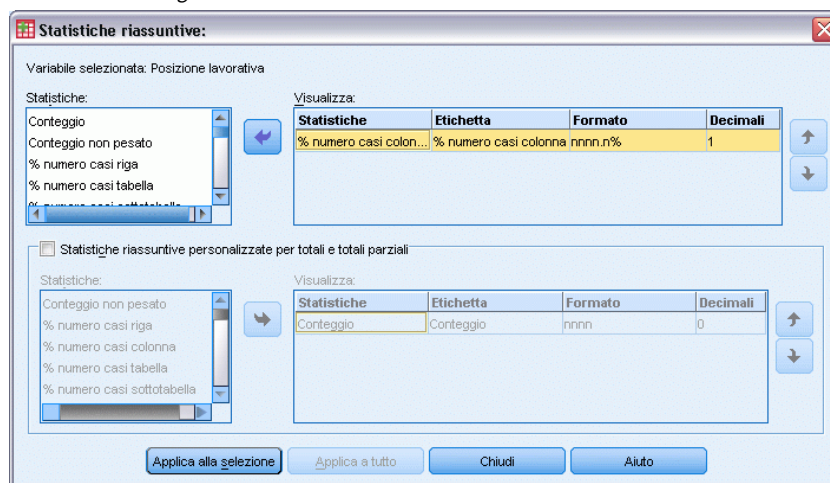 Statistiche riassuntive:
Variabile selezionata: Posizione lavorativa
Statistiche:
Visualizza:
Conteggio
Conteggio non pesato
% numero casi riga
% numero casi tabella
% numero casi sottotabella
Statistiche Etichetta Formato Decimali
% numero casi colon... % numero casi colonna nnnn.n% 1
Statistiche riassuntive personalizzate per totali e totali parziali
Statistiche:
Visualizza:
Conteggio non pesato
% numero casi riga
% numero casi colonna
% numero casi tabella
% numero casi sottotabella
Statistiche Etichetta Formato Decimali
Conteggio Conteggio nnnn 0
Applica alla selezione Applica a tutto Chiudi Aiuto